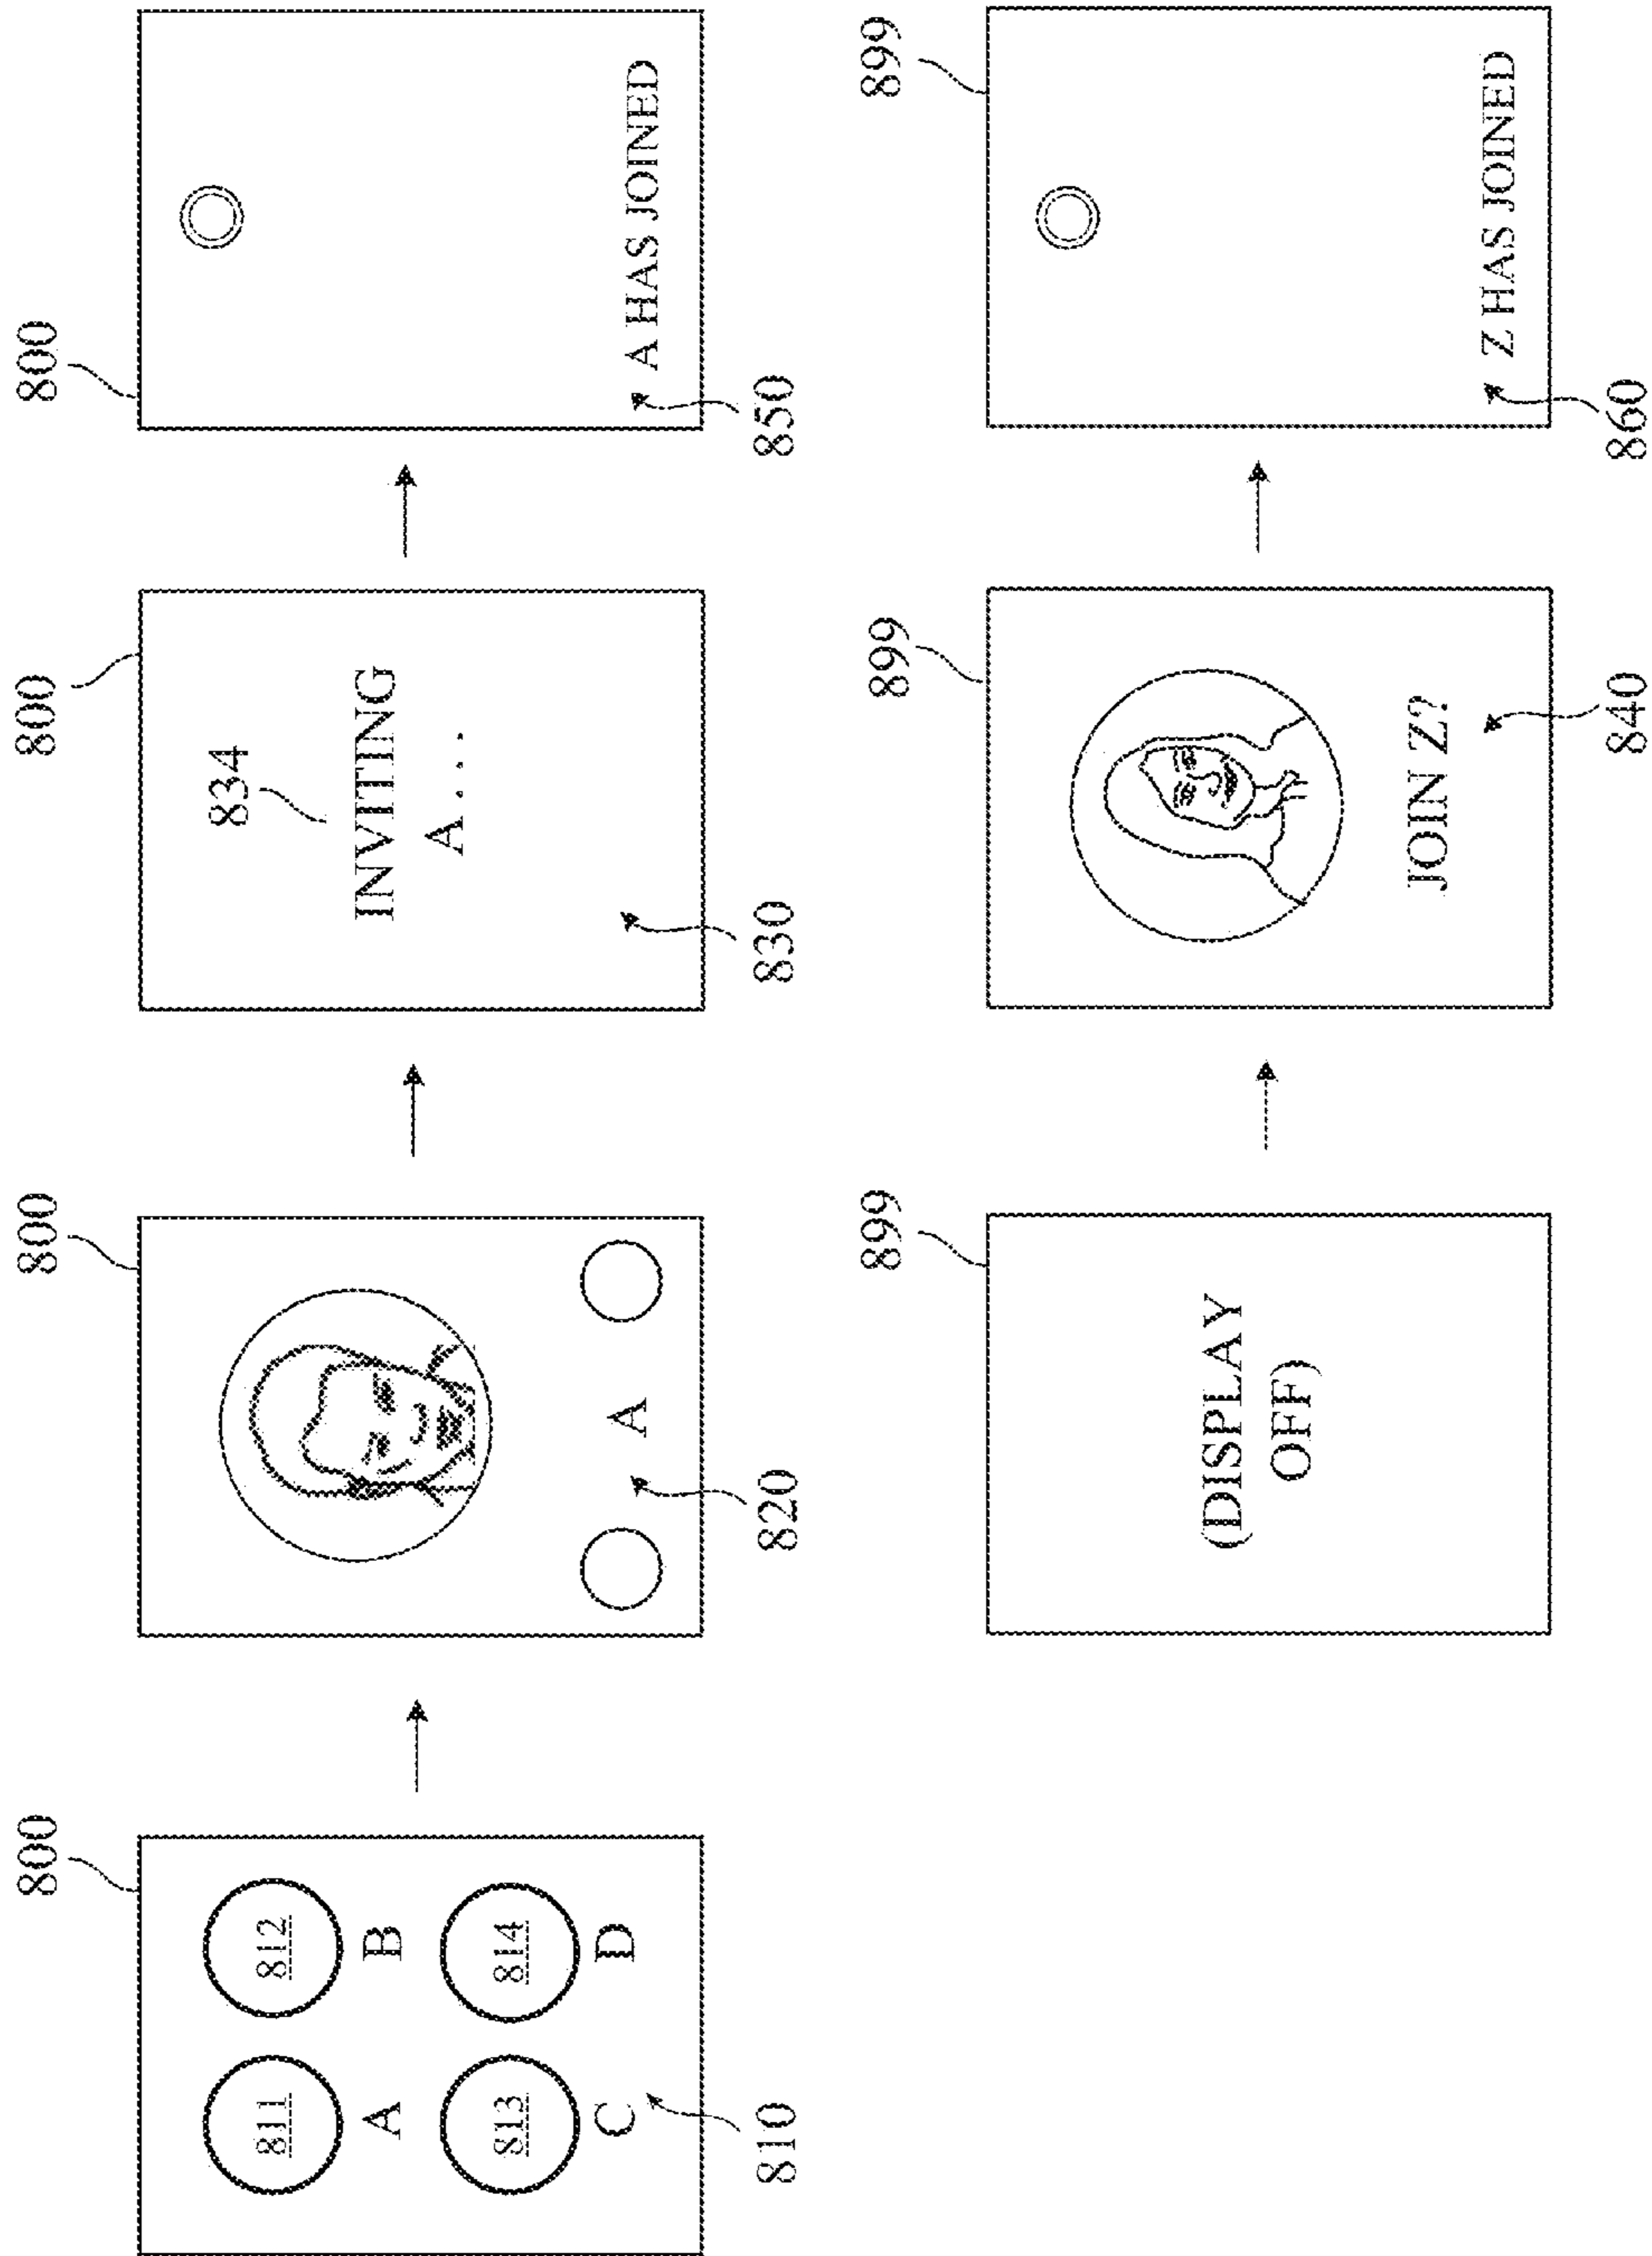 800
811
812
A
B
813
814
C
D
810
800
A
820
800
834
INVITING
A....
830
800
A HAS JOINED
850
899
(DISPLAY
OFF)
899
JOIN Z?
840
899
Z HAS JOINED
860